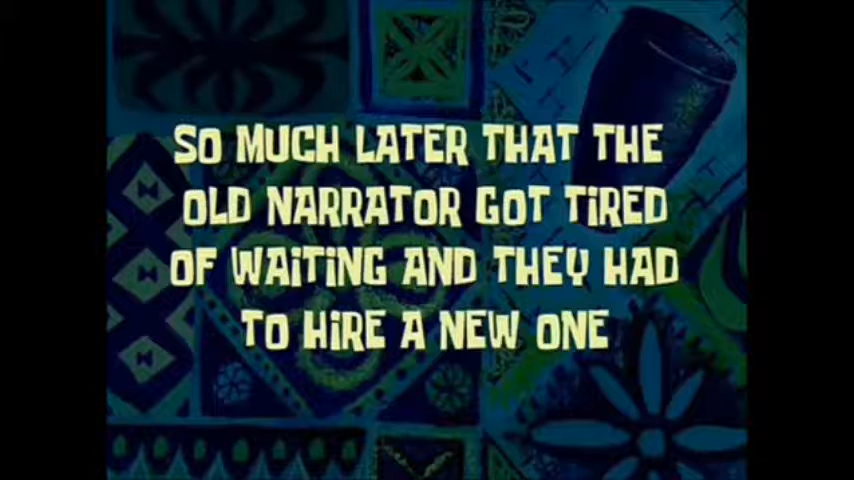 SO MUCH LATER THAT THE
OLD NARRATOR GOT TIRED
OF WAITING AND THEY HAD
TO HIRE A NEW ONE